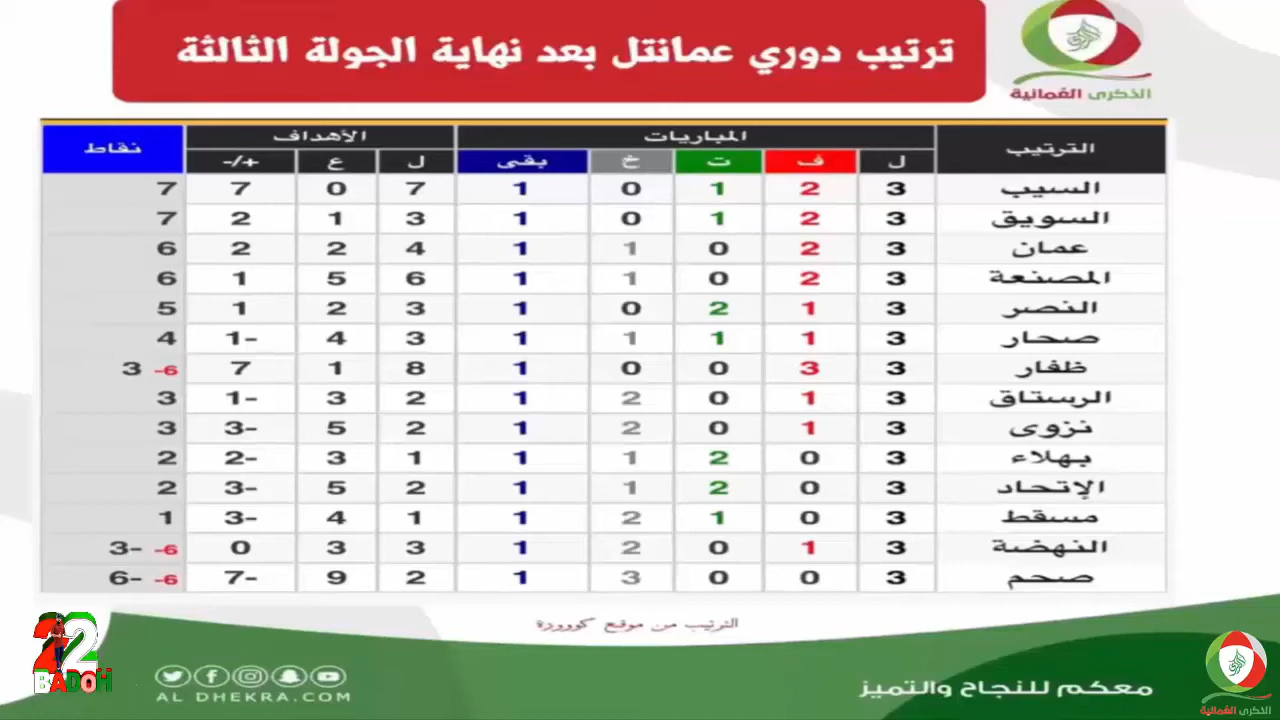 ترتيب دوري عمانتل بعد نهاية الجولة الثالثة
الذكرى العُمانية
الترتيب المباريات الأهداف نقاط
ل ف ت خ بقى ل ع +/-
السيب 3 2 1 0 1 7 0 7 7
السويق 3 2 1 0 1 3 1 2 7
عمان 3 2 0 1 1 4 2 2 6
المصنعة 3 2 0 1 1 6 5 1 6
النصر 3 1 2 0 1 3 2 1 5
صحار 3 1 1 1 1 3 4 1- 4
ظفار 3 3 0 0 1 8 1 7 -6 3
الرستاق 3 1 0 2 1 2 3 1- 3
نزوى 3 1 0 2 1 2 5 3- 3
بهلاء 3 0 2 1 1 1 3 2- 2
الإتحاد 3 0 2 1 1 2 5 3- 2
مسقط 3 0 1 2 1 1 4 3- 1
النهضة 3 1 0 2 1 3 3 0 -6 3-
صحم 3 0 0 3 1 2 9 7- -6 6-
الترتيب من موقع كووورة
معكم للنجاح والتميز
AL DHEKRA.COM
22
BADOH
الذكرى العُمانية